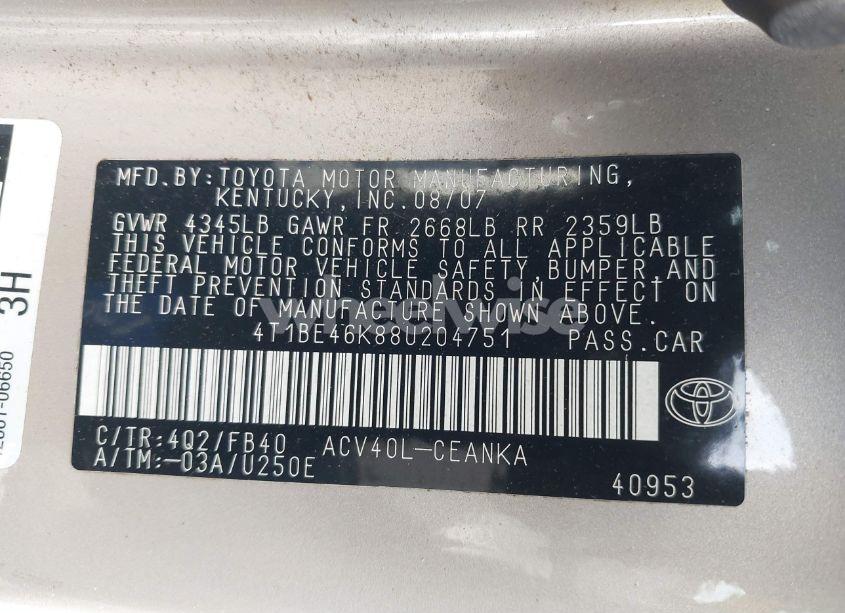 MFD.BY:TOYOTA MOTOR MANUFACTURING,
KENTUCKY,INC.08/07
GVWR 4345LB GAWR FR 2668LB RR 2359LB
THIS VEHICLE CONFORMS TO ALL APPLICABLE
FEDERAL MOTOR VEHICLE SAFETY,BUMPER,AND
THEFT PREVENTION STANDARDS IN EFFECT ON
THE DATE OF MANUFACTURE SHOWN ABOVE.
4T1BE46K88U204751 PASS.CAR
C/TR:4Q2/FB40 ACV40L-CEANKA
A/TM:-03A/U250E
40953
3H
wheelwise